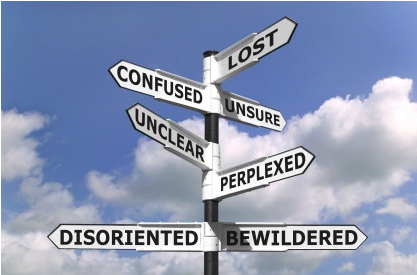 LOST
CONFUSED
UNSURE
UNCLEAR
PERPLEXED
DISORIENTED
BEWILDERED